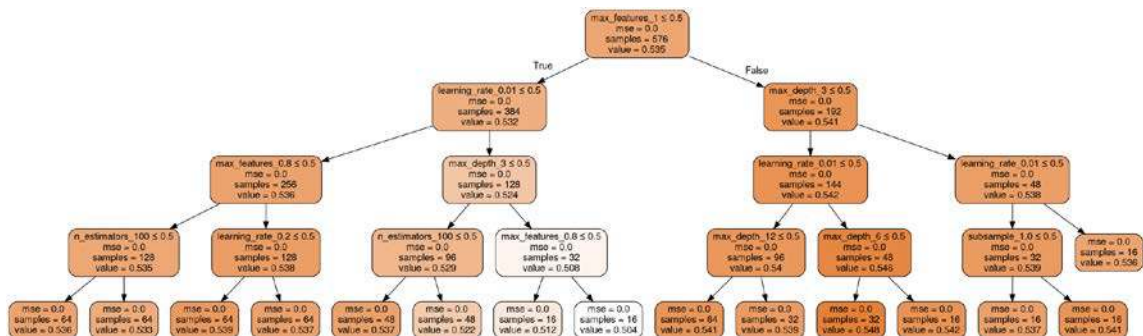 max_features_1 ≤ 0.5
mse = 0.0
samples = 576
value = 0.535
True
False
learning_rate_0.01 ≤ 0.5
mse = 0.0
samples = 384
value = 0.532
max_depth_3 ≤ 0.5
mse = 0.0
samples = 192
value = 0.541
max_features_0.8 ≤ 0.5
mse = 0.0
samples = 256
value = 0.536
max_depth_3 ≤ 0.5
mse = 0.0
samples = 128
value = 0.524
learning_rate_0.01 ≤ 0.5
mse = 0.0
samples = 144
value = 0.542
learning_rate_0.01 ≤ 0.5
mse = 0.0
samples = 48
value = 0.538
n_estimators_100 ≤ 0.5
mse = 0.0
samples = 128
value = 0.535
learning_rate_0.2 ≤ 0.5
mse = 0.0
samples = 128
value = 0.538
n_estimators_100 ≤ 0.5
mse = 0.0
samples = 96
value = 0.529
max_features_0.8 ≤ 0.5
mse = 0.0
samples = 32
value = 0.508
max_depth_12 ≤ 0.5
mse = 0.0
samples = 96
value = 0.54
max_depth_6 ≤ 0.5
mse = 0.0
samples = 48
value = 0.546
subsample_1.0 ≤ 0.5
mse = 0.0
samples = 32
value = 0.539
mse = 0.0
samples = 16
value = 0.536
mse = 0.0
samples = 64
value = 0.536
mse = 0.0
samples = 64
value = 0.533
mse = 0.0
samples = 64
value = 0.539
mse = 0.0
samples = 64
value = 0.537
mse = 0.0
samples = 48
value = 0.537
mse = 0.0
samples = 48
value = 0.522
mse = 0.0
samples = 16
value = 0.512
mse = 0.0
samples = 16
value = 0.504
mse = 0.0
samples = 64
value = 0.541
mse = 0.0
samples = 32
value = 0.539
mse = 0.0
samples = 32
value = 0.548
mse = 0.0
samples = 16
value = 0.542
mse = 0.0
samples = 16
value = 0.537
mse = 0.0
samples = 16
value = 0.541